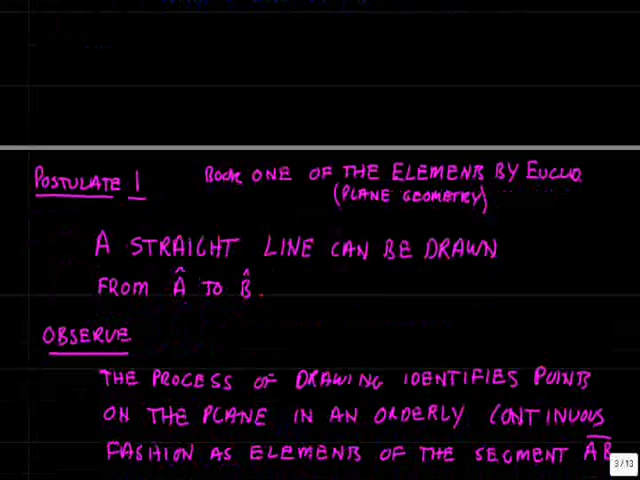 POSTULATE 1 BOOK ONE OF THE ELEMENTS BY EUCLID
(PLANE GEOMETRY)
A STRAIGHT LINE CAN BE DRAWN
FROM Â TO B̂.
OBSERVE
THE PROCESS OF DRAWING IDENTIFIES POINTS
ON THE PLANE IN AN ORDERLY CONTINUOUS
FASHION AS ELEMENTS OF THE SEGMENT A̅B̅
3/13